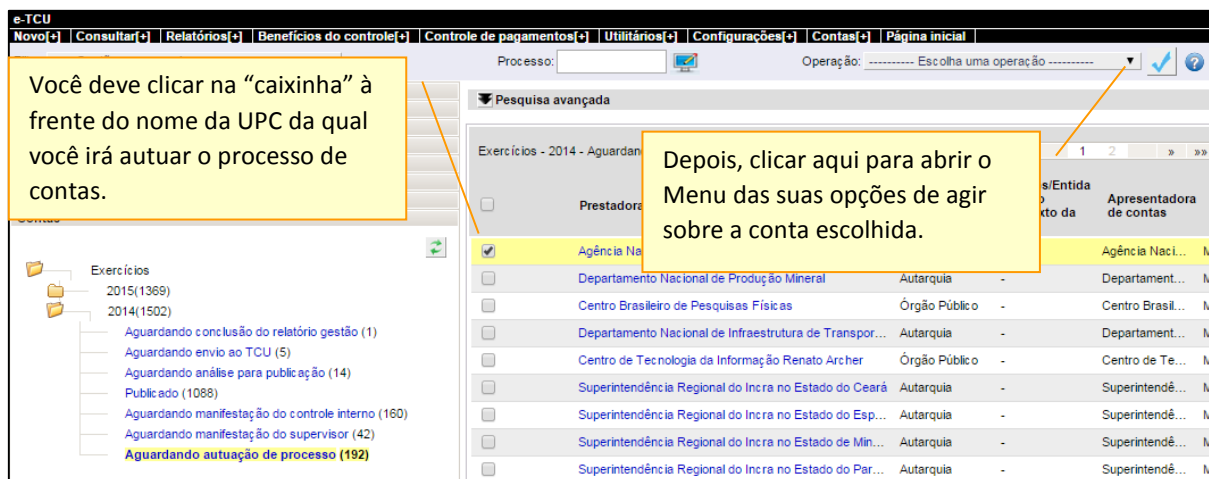 e-TCU
Novo[+] Consultar[+] Relatórios[+] Benefícios do controle[+] Controle de pagamentos[+] Utilitários[+] Configurações[+] Contas[+] Página inicial
Processo: Operação: ---------- Escolha uma operação ----------
Você deve clicar na “caixinha” à
frente do nome da UPC da qual
você irá autuar o processo de
contas.
Pesquisa avançada
Exercícios - 2014 - Aguardan 1 2 » »»
Depois, clicar aqui para abrir o
Menu das suas opções de agir
sobre a conta escolhida.
Prestadora s/Entida Apresentadora
xto da de contas
Agência Na Agência Naci...
Exercícios
2015(1369)
2014(1502)
Aguardando conclusão do relatório gestão (1)
Aguardando envio ao TCU (5)
Aguardando análise para publicação (14)
Publicado (1088)
Aguardando manifestação do controle interno (160)
Aguardando manifestação do supervisor (42)
Aguardando autuação de processo (192)
Departamento Nacional de Produção Mineral Autarquia - Departament...
Centro Brasileiro de Pesquisas Físicas Órgão Público - Centro Brasil...
Departamento Nacional de Infraestrutura de Transpor... Autarquia - Departament...
Centro de Tecnologia da Informação Renato Archer Órgão Público - Centro de Te...
Superintendência Regional do Incra no Estado do Ceará Autarquia - Superintendê...
Superintendência Regional do Incra no Estado do Esp... Autarquia - Superintendê...
Superintendência Regional do Incra no Estado de Min... Autarquia - Superintendê...
Superintendência Regional do Incra no Estado do Par... Autarquia - Superintendê...